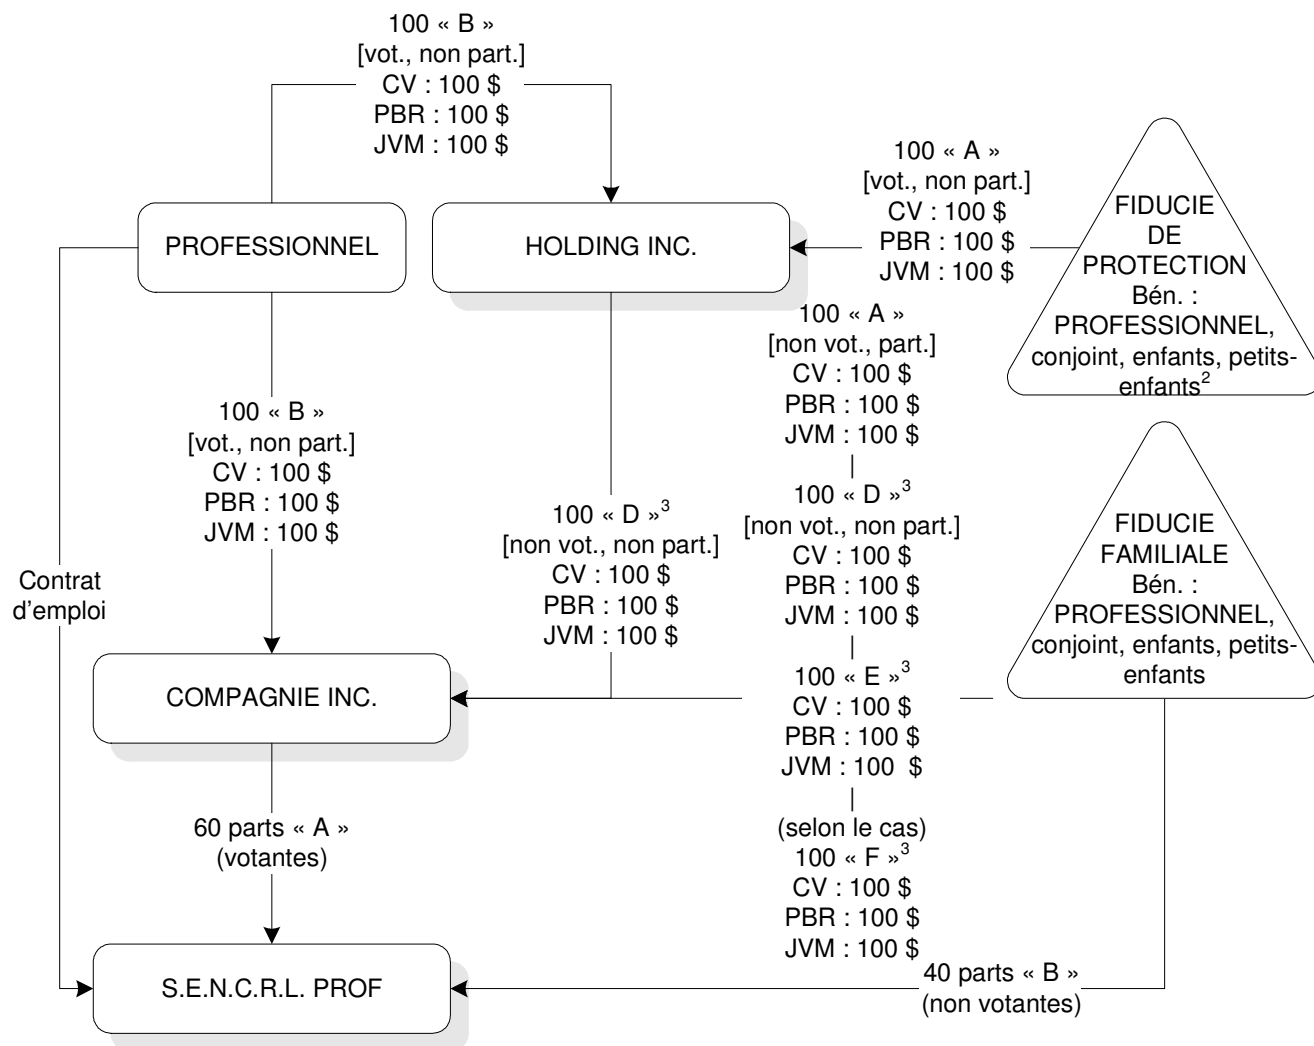 100 « B »
[vot., non part.]
CV : 100 $
PBR : 100 $
JVM : 100 $
100 « A »
[vot., non part.]
CV : 100 $
PBR : 100 $
JVM : 100 $
FIDUCIE
DE
PROTECTION
Bén. :
PROFESSIONNEL,
conjoint, enfants, petits-
enfants²
PROFESSIONNEL
HOLDING INC.
100 « A »
[non vot., part.]
CV : 100 $
PBR : 100 $
JVM : 100 $
|
100 « D »³
[non vot., non part.]
CV : 100 $
PBR : 100 $
JVM : 100 $
|
100 « E »³
CV : 100 $
PBR : 100 $
JVM : 100 $
|
(selon le cas)
100 « F »³
CV : 100 $
PBR : 100 $
JVM : 100 $
100 « B »
[vot., non part.]
CV : 100 $
PBR : 100 $
JVM : 100 $
100 « D »³
[non vot., non part.]
CV : 100 $
PBR : 100 $
JVM : 100 $
FIDUCIE
FAMILIALE
Bén. :
PROFESSIONNEL,
conjoint, enfants, petits-
enfants
Contrat
d'emploi
COMPAGNIE INC.
60 parts « A »
(votantes)
S.E.N.C.R.L. PROF
40 parts « B »
(non votantes)